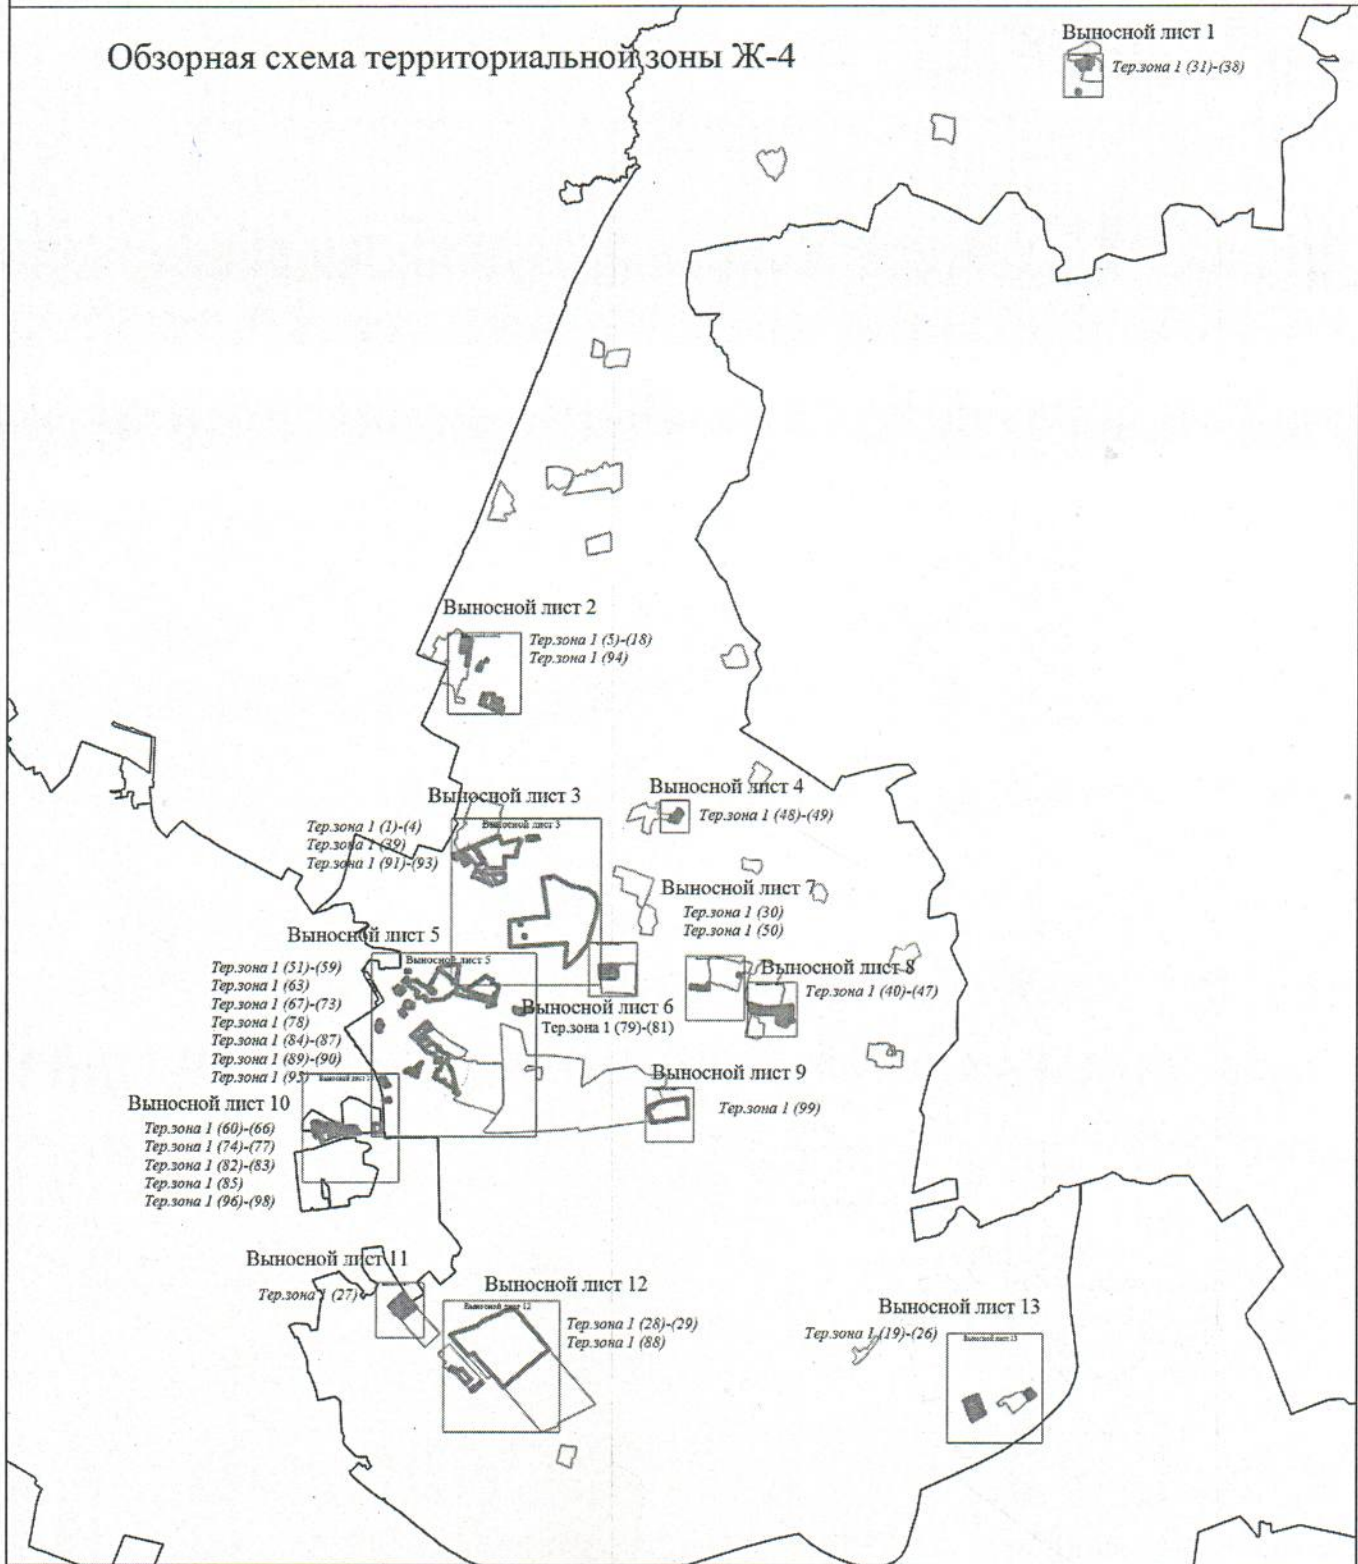 Обзорная схема территориальной зоны Ж-4
Выносной лист 1
Тер.зона 1 (31)-(38)
Выносной лист 2
Тер.зона 1 (5)-(18)
Тер.зона 1 (94)
Выносной лист 3
Выносной лист 3
Тер.зона 1 (1)-(4)
Тер.зона 1 (39)
Тер.зона 1 (91)-(93)
Выносной лист 4
Тер.зона 1 (48)-(49)
Выносной лист 7
Тер.зона 1 (30)
Тер.зона 1 (50)
Выносной лист 5
Выносной лист 5
Тер.зона 1 (51)-(59)
Тер.зона 1 (63)
Тер.зона 1 (67)-(73)
Тер.зона 1 (78)
Тер.зона 1 (84)-(87)
Тер.зона 1 (89)-(90)
Тер.зона 1 (95)
Выносной лист 8
Тер.зона 1 (40)-(47)
Выносной лист 6
Тер.зона 1 (79)-(81)
Выносной лист 9
Тер.зона 1 (99)
Выносной лист 10
Тер.зона 1 (60)-(66)
Тер.зона 1 (74)-(77)
Тер.зона 1 (82)-(83)
Тер.зона 1 (85)
Тер.зона 1 (96)-(98)
Выносной лист 11
Тер.зона 1 (27)
Выносной лист 12
Выносной лист 12
Тер.зона 1 (28)-(29)
Тер.зона 1 (88)
Выносной лист 13
Тер.зона 1 (19)-(26)
Выносной лист 13